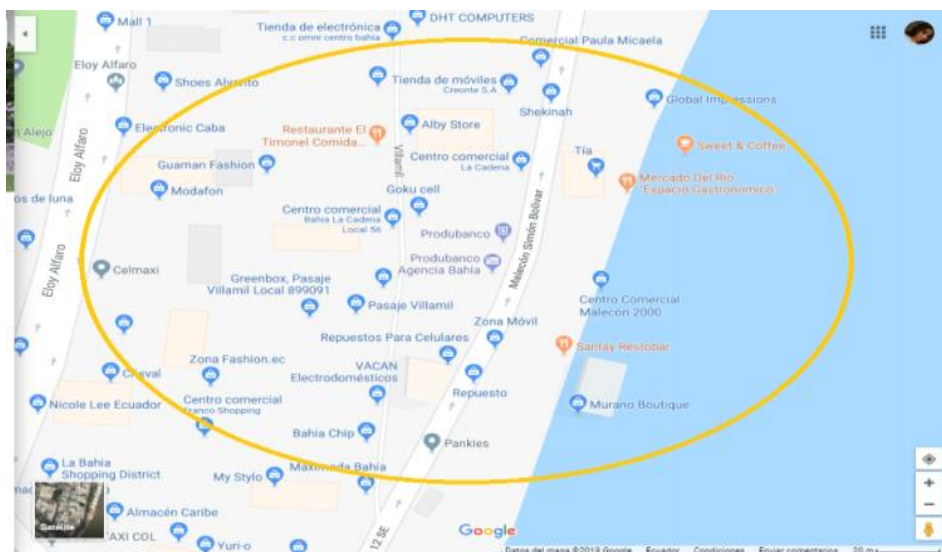 Mall 1
Tienda de electrónica
c.c omni centro bahia
DHT COMPUTERS
Comercial Paula Micaela
Eloy Alfaro
Shoes Alvarito
Tienda de móviles
Creonte S.A
Shekinah
Global Impressions
n Alejo
Eloy Alfaro
Electronic Caba
Restaurante El
Timonel Comida...
Alby Store
Sweet & Coffee
Villamil
Guaman Fashion
Centro comercial
La Cadena
Tía
Mercado Del Rio
'Espacio Gastronomico'
Modafon
Goku cell
os de luna
Centro comercial
Bahia La Cadena
Local 56
Produbanco
Malecón Simón Bolívar
Eloy Alfaro
Celmaxi
Produbanco
Agencia Bahía
Greenbox, Pasaje
Villamil Local 899091
Pasaje Villamil
Centro Comercial
Malecón 2000
Zona Móvil
Repuestos Para Celulares
Santay Restobar
Zona Fashion.ec
VACAN
Electrodomésticos
Repuesto
Nicole Lee Ecuador
Centro comercial
Franco Shopping
Murano Boutique
Bahia Chip
Pankies
La Bahia
Shopping District
My Stylo
Maximoda Bahia
Satélite
Almacén Caribe
AXI COL
Yuri-o
12 SE
Google
Datos del mapa ©2019 Google
Ecuador
Condiciones
Enviar comentarios
20 m